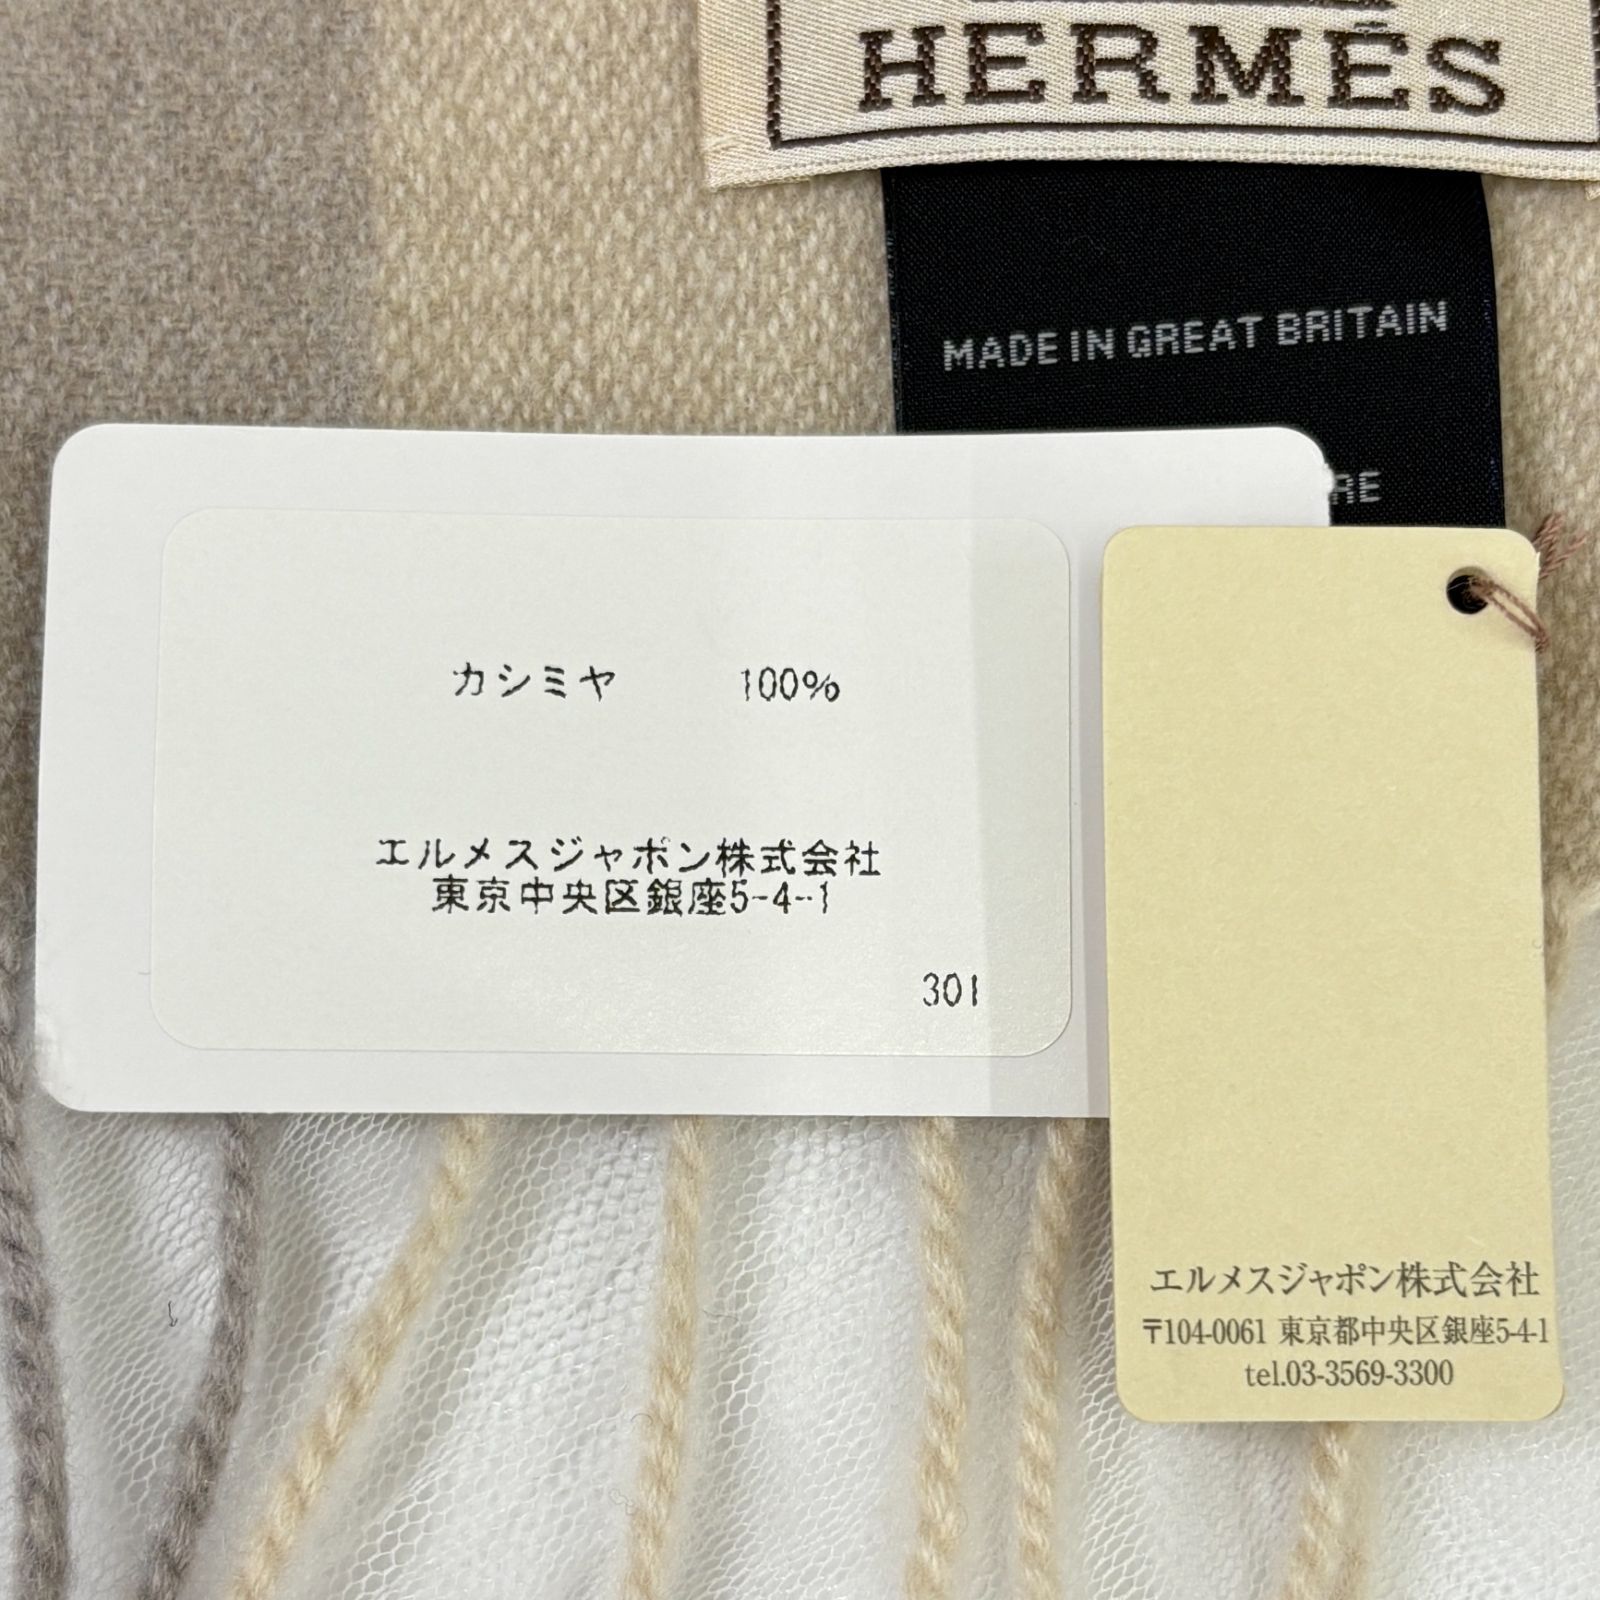 HERMÈS
MADE IN GREAT BRITAIN
カシミヤ 100%
エルメスジャポン株式会社
東京中央区銀座5-4-1
301
エルメスジャポン株式会社
〒104-0061 東京都中央区銀座5-4-1
tel.03-3569-3300